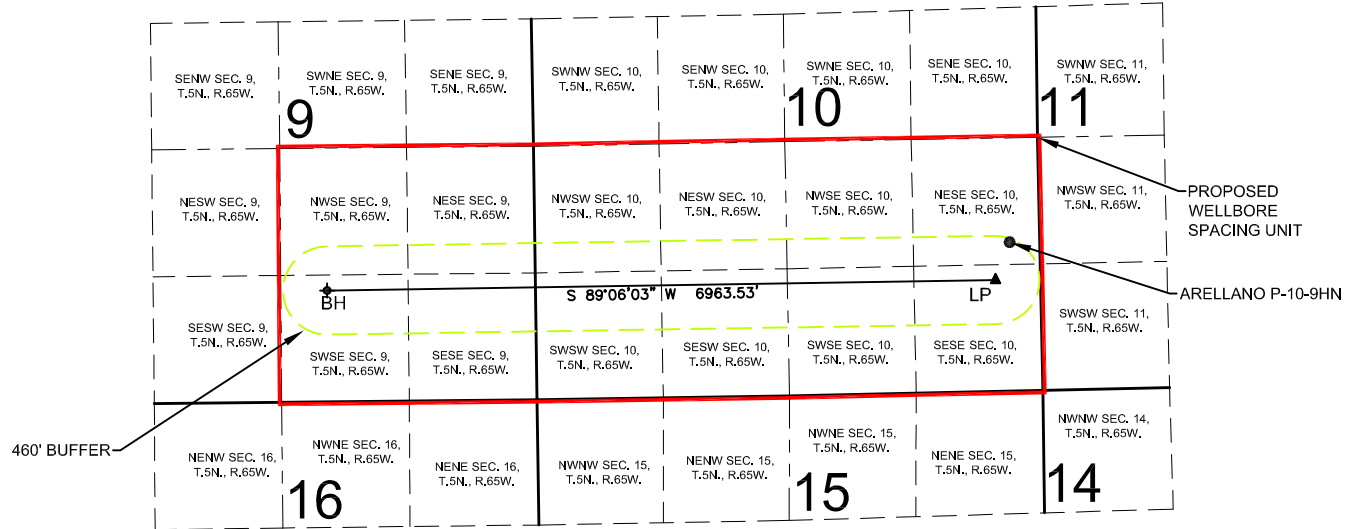 SENW SEC. 9,
T.5N., R.65W.
SWNE SEC. 9,
T.5N., R.65W.
SENE SEC. 9,
T.5N., R.65W.
SWNW SEC. 10,
T.5N., R.65W.
SENW SEC. 10,
T.5N., R.65W.
SWNE SEC. 10,
T.5N., R.65W.
SENE SEC. 10,
T.5N., R.65W.
SWNW SEC. 11,
T.5N., R.65W.
9
10
11
NESW SEC. 9,
T.5N., R.65W.
NWSE SEC. 9,
T.5N., R.65W.
NESE SEC. 9,
T.5N., R.65W.
NWSW SEC. 10,
T.5N., R.65W.
NESW SEC. 10,
T.5N., R.65W.
NWSE SEC. 10,
T.5N., R.65W.
NESE SEC. 10,
T.5N., R.65W.
NWSW SEC. 11,
T.5N., R.65W.
PROPOSED
WELLBORE
SPACING UNIT
BH
S 89°06'03" W 6963.53'
LP
ARELLANO P-10-9HN
SESW SEC. 9,
T.5N., R.65W.
SWSE SEC. 9,
T.5N., R.65W.
SESE SEC. 9,
T.5N., R.65W.
SWSW SEC. 10,
T.5N., R.65W.
SESW SEC. 10,
T.5N., R.65W.
SWSE SEC. 10,
T.5N., R.65W.
SESE SEC. 10,
T.5N., R.65W.
SWSW SEC. 11,
T.5N., R.65W.
460' BUFFER
NENW SEC. 16,
T.5N., R.65W.
NWNE SEC. 16,
T.5N., R.65W.
NENE SEC. 16,
T.5N., R.65W.
NWNW SEC. 15,
T.5N., R.65W.
NENW SEC. 15,
T.5N., R.65W.
NWNE SEC. 15,
T.5N., R.65W.
NENE SEC. 15,
T.5N., R.65W.
NWNW SEC. 14,
T.5N., R.65W.
16
15
14